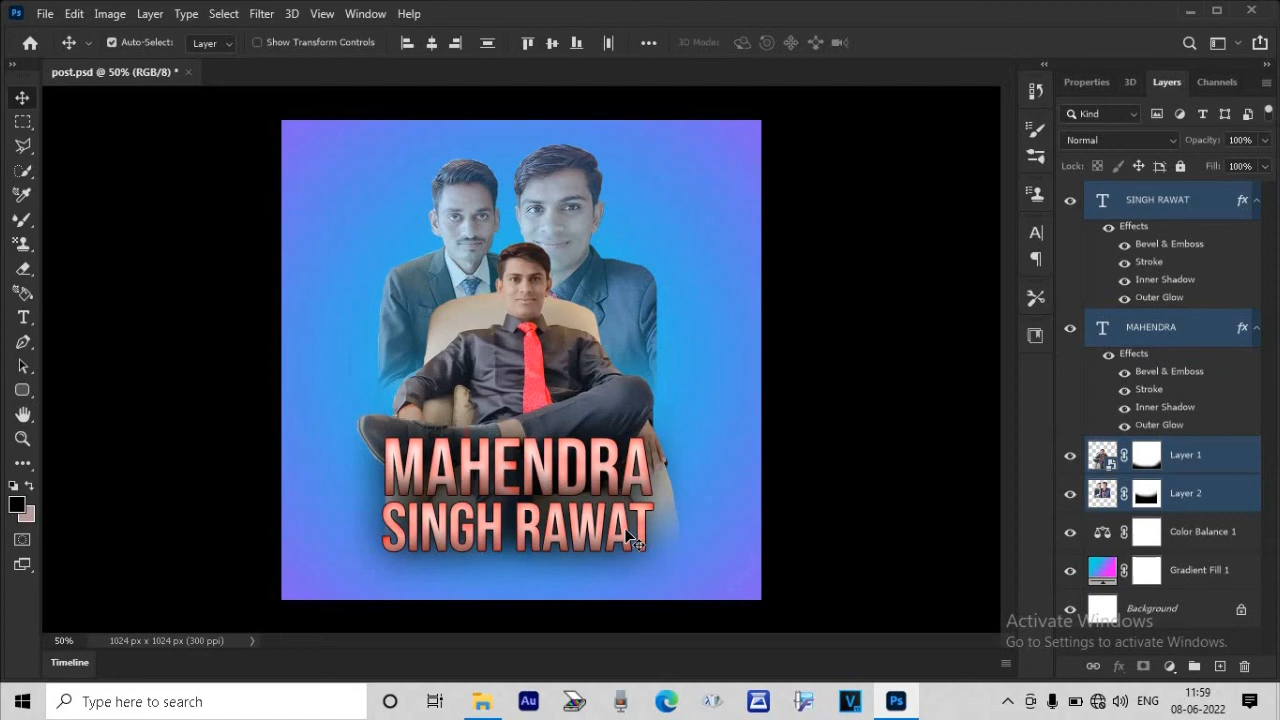 Ps File Edit Image Layer Type Select Filter 3D View Window Help
Auto-Select: Layer Show Transform Controls 3D Mode:
post.psd @ 50% (RGB/8) * ×
Properties 3D Layers Channels
Kind
Normal Opacity: 100%
Lock: Fill: 100%
T SINGH RAWAT fx
Effects
Bevel & Emboss
Stroke
Inner Shadow
Outer Glow
T MAHENDRA fx
Effects
Bevel & Emboss
Stroke
Inner Shadow
Outer Glow
Layer 1
Layer 2
Color Balance 1
Gradient Fill 1
Background
MAHENDRA
SINGH RAWAT
Activate Windows
Go to Settings to activate Windows.
50% 1024 px x 1024 px (300 ppi)
Timeline
Type here to search
Au
V
Ps
ENG
11:59
08-06-2022